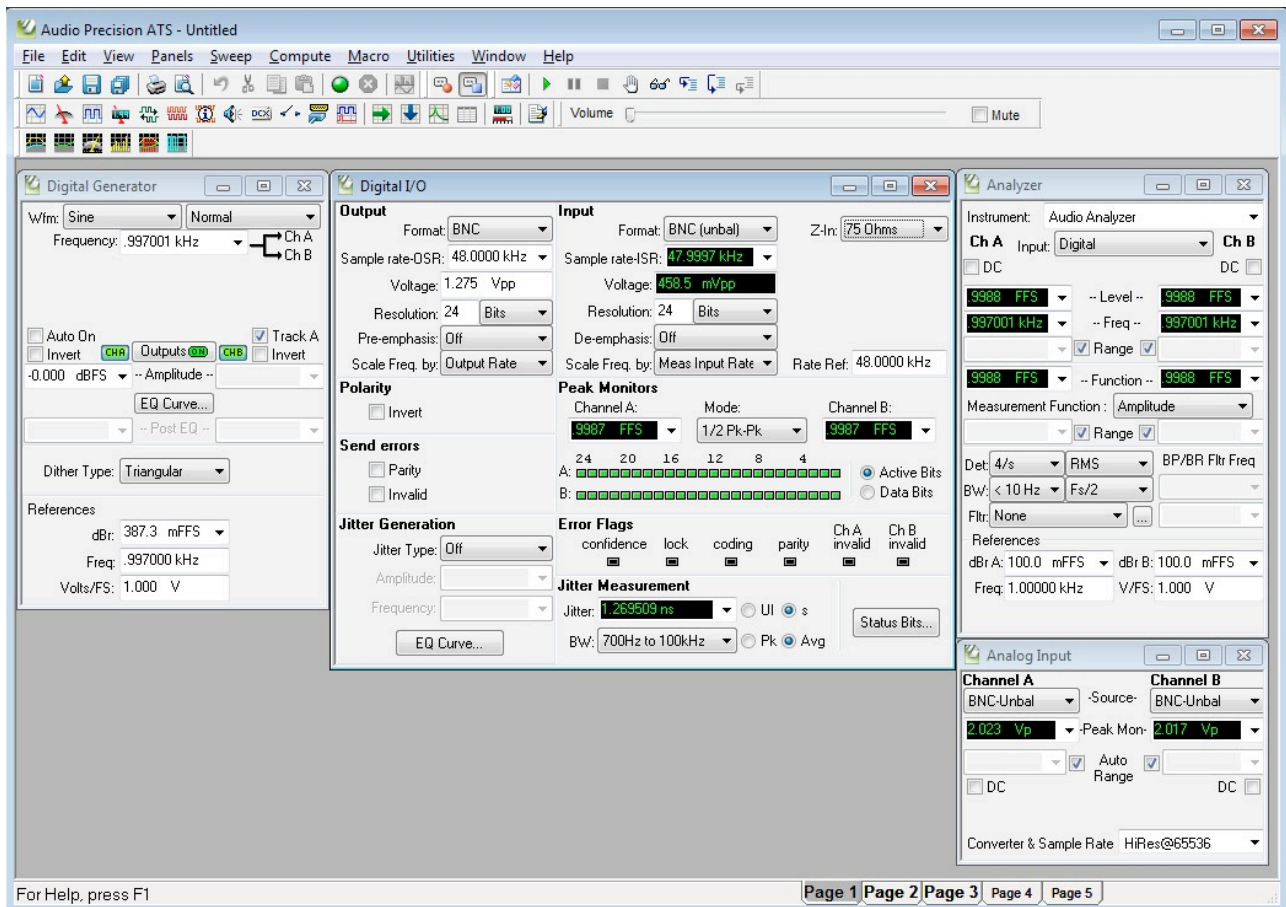 Audio Precision ATS - Untitled
File Edit View Panels Sweep Compute Macro Utilities Window Help
Volume Mute
Digital Generator
Wfm: Sine Normal
Frequency: .997001 kHz Ch A
Ch B
Auto On Track A
Invert CHA Outputs ON CHB Invert
-0.000 dBFS -- Amplitude --
EQ Curve...
-- Post EQ --
Dither Type: Triangular
References
dBr: 387.3 mFFS
Freq: .997000 kHz
Volts/FS: 1.000 V
Digital I/O
Output
Format: BNC
Sample rate-OSR: 48.0000 kHz
Voltage: 1.275 Vpp
Resolution: 24 Bits
Pre-emphasis: Off
Scale Freq. by: Output Rate
Polarity
Invert
Send errors
Parity
Invalid
Jitter Generation
Jitter Type: Off
Amplitude:
Frequency:
EQ Curve...
Input
Format: BNC (unbal) Z-In: 75 Ohms
Sample rate-ISR: 47.9997 kHz
Voltage: 458.5 mVpp
Resolution: 24 Bits
De-emphasis: Off
Scale Freq. by: Meas Input Rate Rate Ref: 48.0000 kHz
Peak Monitors
Channel A: Mode: Channel B:
.9987 FFS 1/2 Pk-Pk .9987 FFS
24 20 16 12 8 4
A: Active Bits
B: Data Bits
Error Flags
confidence lock coding parity Ch A invalid Ch B invalid
Jitter Measurement
Jitter: 1.269509 ns UI s
BW: 700Hz to 100kHz Pk Avg
Status Bits...
Analyzer
Instrument: Audio Analyzer
Ch A Input: Digital Ch B
DC DC
.9988 FFS -- Level -- .9988 FFS
.997001 kHz -- Freq -- .997001 kHz
Range
.9988 FFS -- Function -- .9988 FFS
Measurement Function : Amplitude
Range
Det: 4/s RMS BP/BR Fltr Freq
BW: < 10 Hz Fs/2
Fltr: None ...
References
dBr A: 100.0 mFFS dBr B: 100.0 mFFS
Freq: 1.00000 kHz V/FS: 1.000 V
Analog Input
Channel A Channel B
BNC-Unbal -Source- BNC-Unbal
2.023 Vp -Peak Mon- 2.017 Vp
Auto Range
DC DC
Converter & Sample Rate HiRes@65536
For Help, press F1
Page 1 Page 2 Page 3 Page 4 Page 5